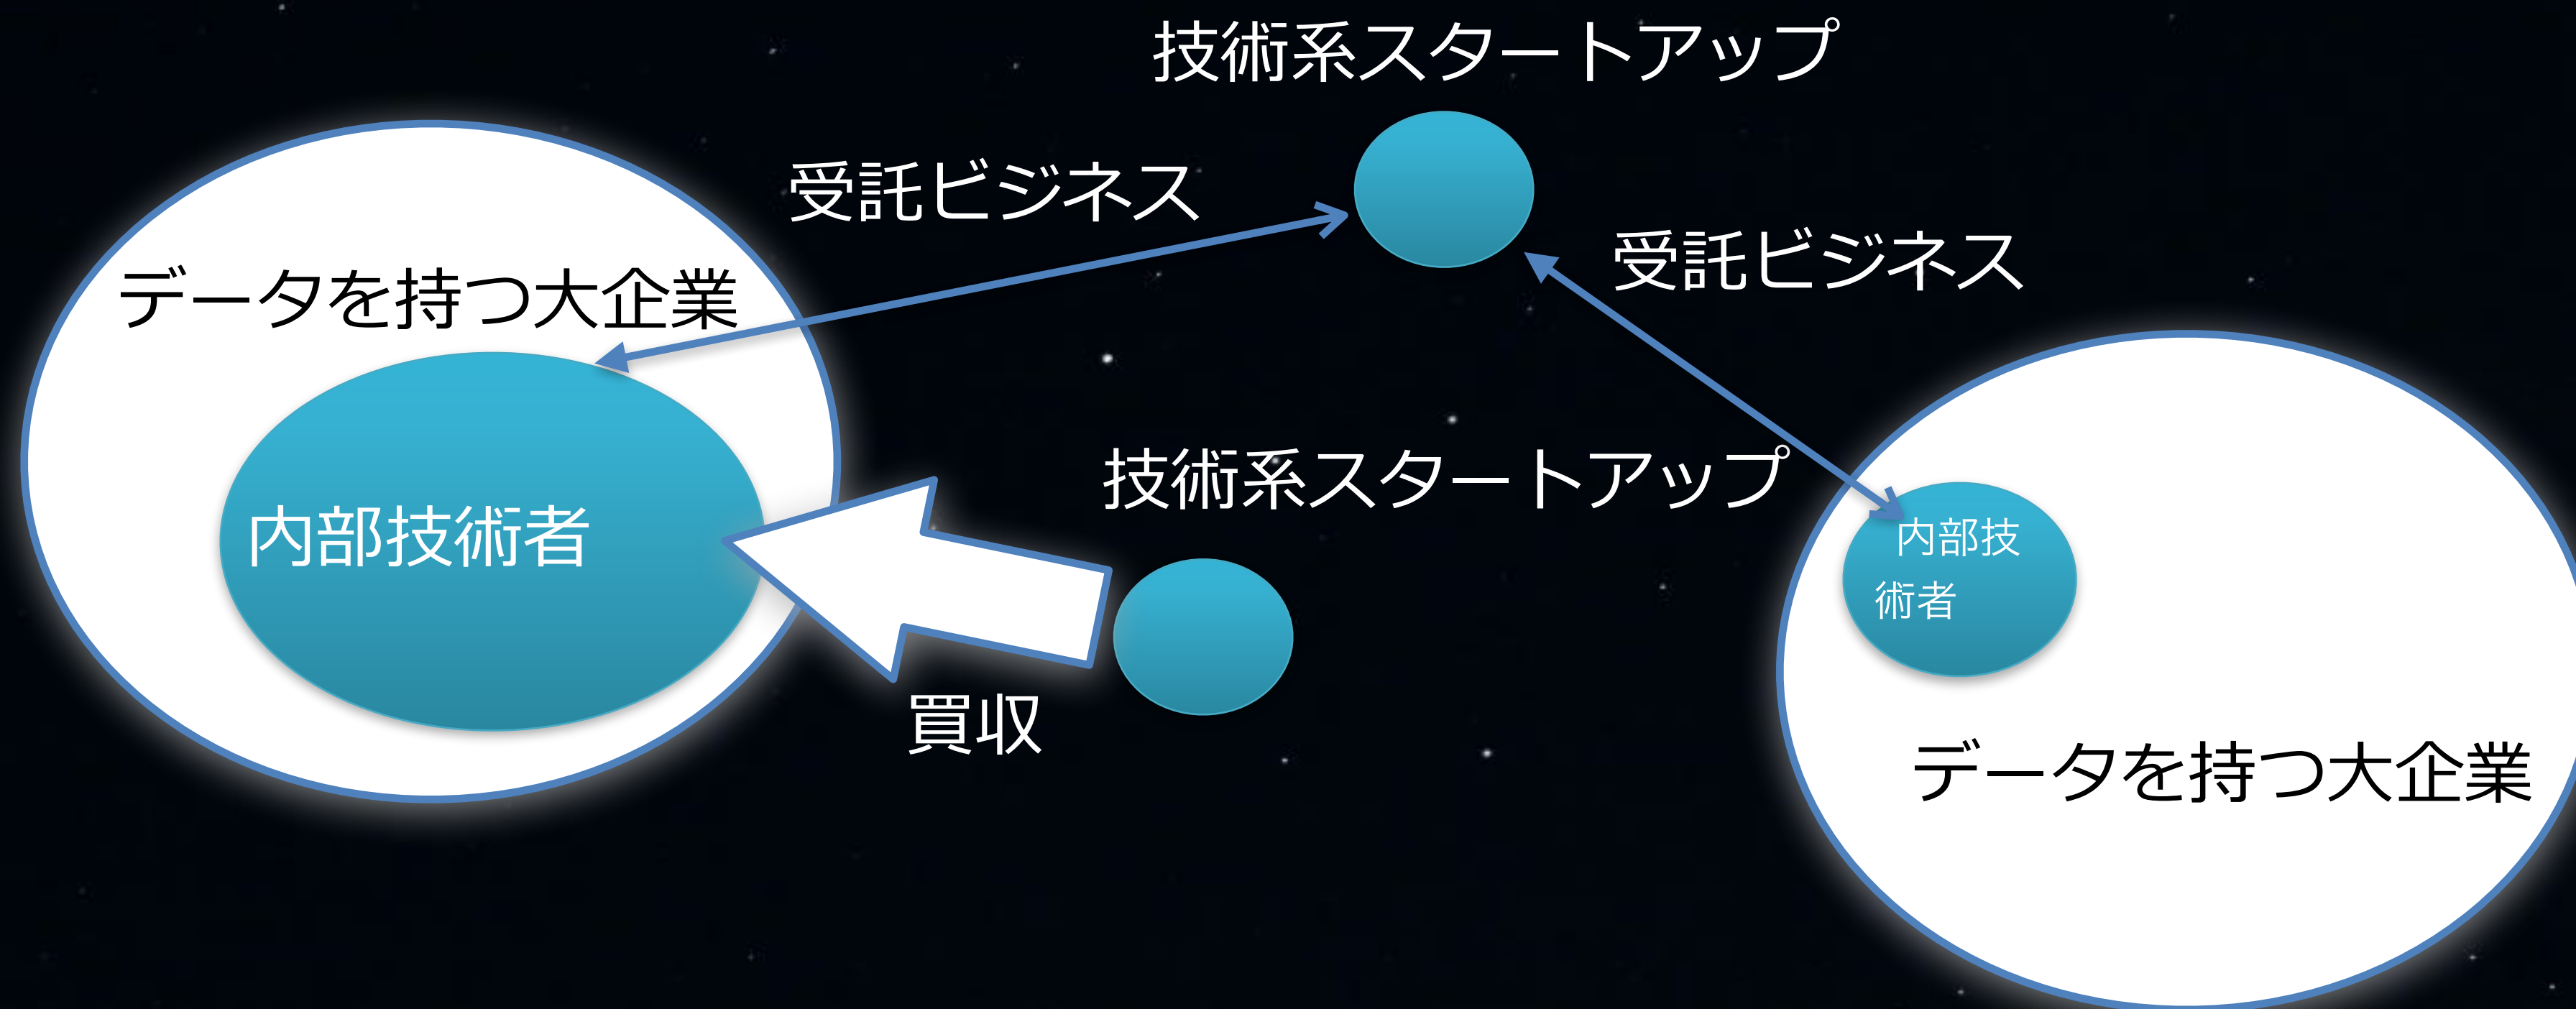 技術系スタートアップ
受託ビジネス
受託ビジネス
データを持つ大企業
技術系スタートアップ
内部技術者
内部技
術者
買収
データを持つ大企業